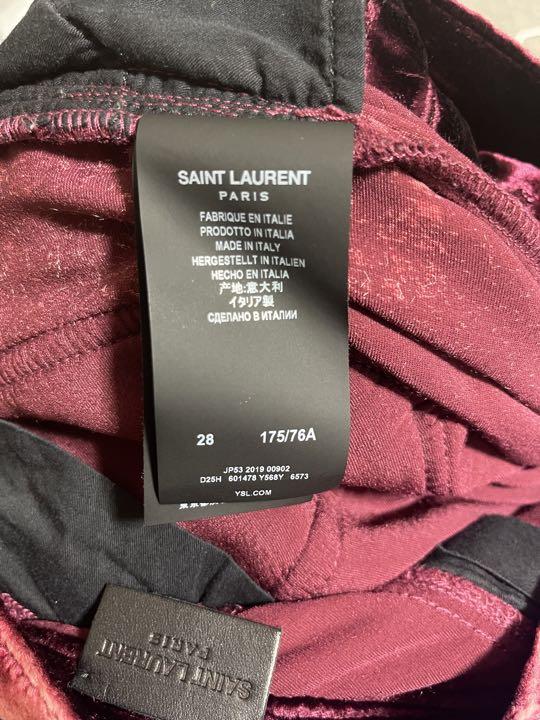 SAINT LAURENT
PARIS
FABRIQUE EN ITALIE
PRODOTTO IN ITALIA
MADE IN ITALY
HERGESTELLT IN ITALIEN
HECHO EN ITALIA
产地:意大利
イタリア製
СДЕЛАНО В ИТАЛИИ
28 175/76A
JP53 2019 00902
D25H 601478 Y568Y 6573
YSL.COM
SAINT LAURENT
PARIS